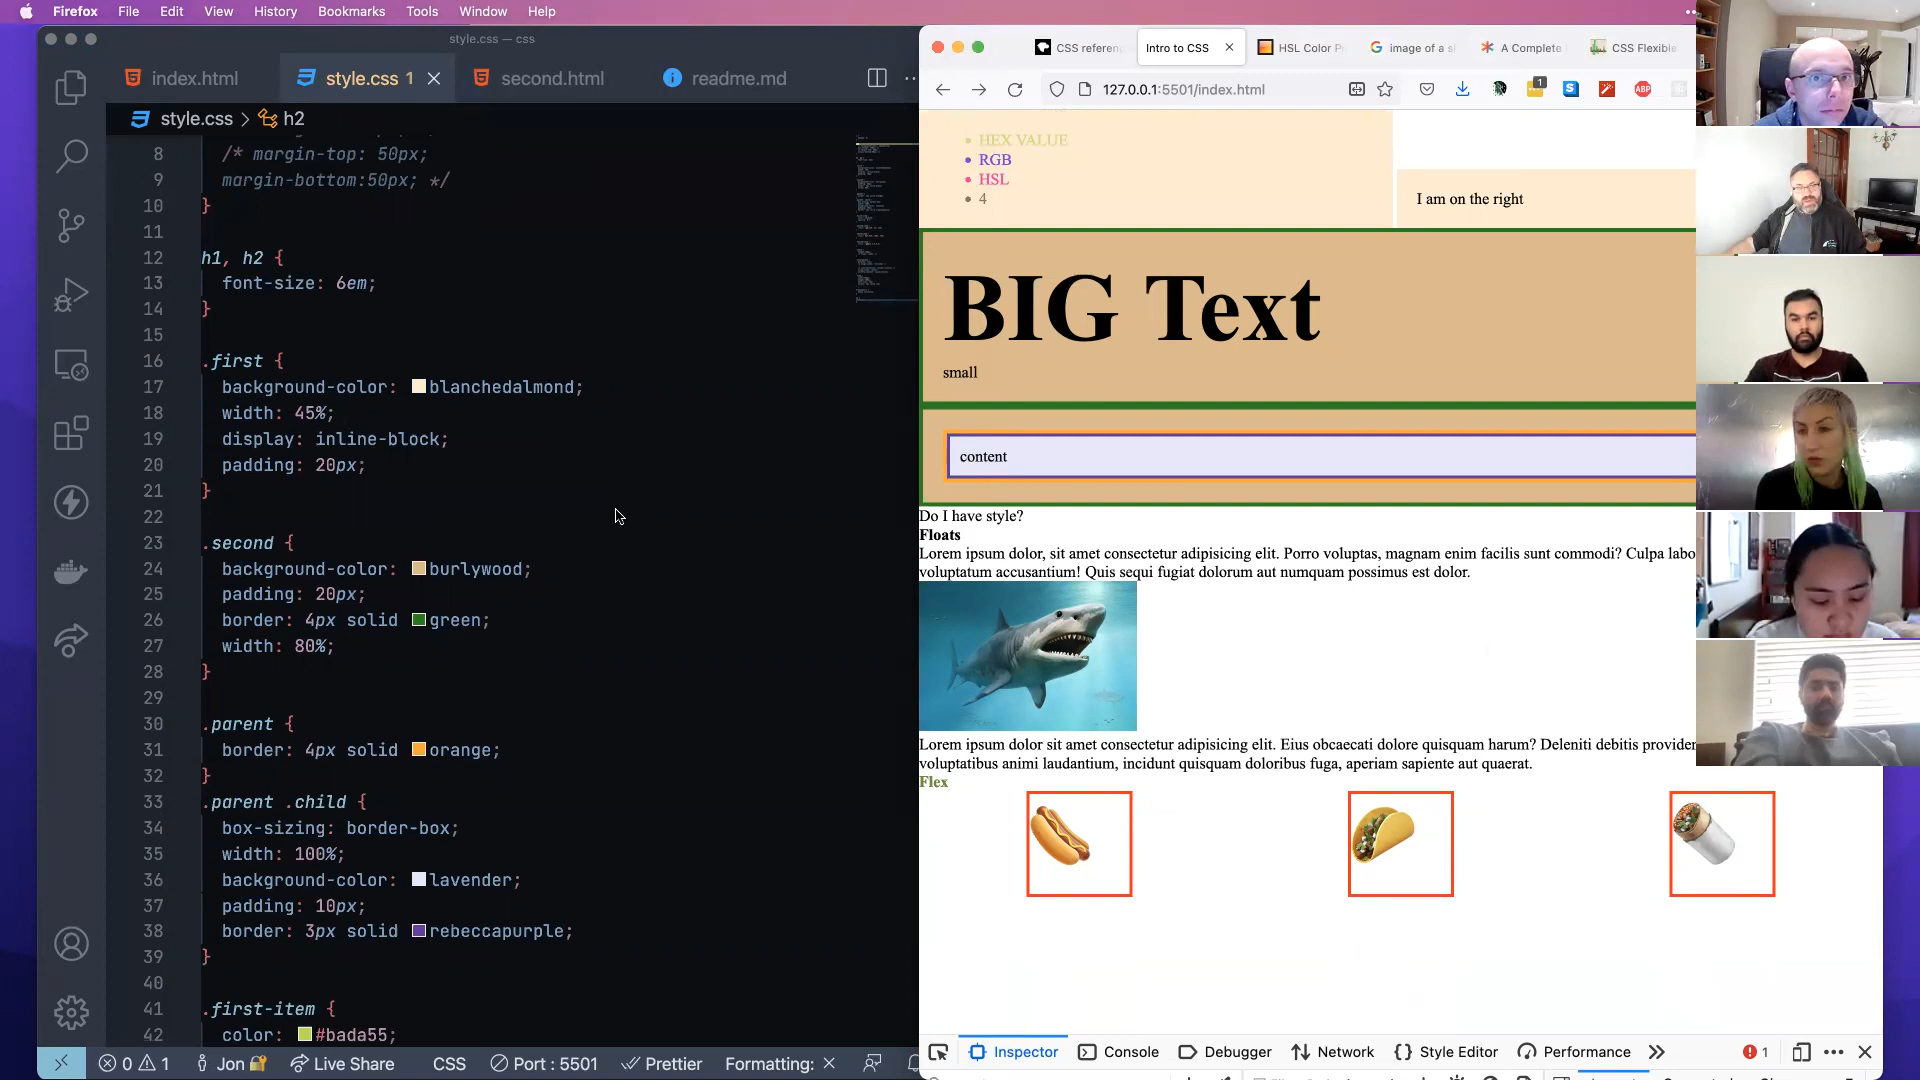 Firefox File Edit View History Bookmarks Tools Window Help
style.css — css
index.html style.css 1 second.html readme.md
style.css > h2
8 /* margin-top: 50px;
9 margin-bottom:50px; */
10 }
11
12 h1, h2 {
13 font-size: 6em;
14 }
15
16 .first {
17 background-color: blanchedalmond;
18 width: 45%;
19 display: inline-block;
20 padding: 20px;
21 }
22
23 .second {
24 background-color: burlywood;
25 padding: 20px;
26 border: 4px solid green;
27 width: 80%;
28 }
29
30 .parent {
31 border: 4px solid orange;
32 }
33 .parent .child {
34 box-sizing: border-box;
35 width: 100%;
36 background-color: lavender;
37 padding: 10px;
38 border: 3px solid rebeccapurple;
39 }
40
41 .first-item {
42 color: #bada55;
0 1 Jon Live Share CSS Port : 5501 Prettier Formatting: ×
CSS referen Intro to CSS HSL Color P image of a s A Complete CSS Flexible
127.0.0.1:5501/index.html
1
ABP
HEX VALUE
RGB
HSL
4
I am on the right
BIG Text
small
content
Do I have style?
Floats
Lorem ipsum dolor, sit amet consectetur adipisicing elit. Porro voluptas, magnam enim facilis sunt commodi? Culpa labo
voluptatum accusantium! Quis sequi fugiat dolorum aut numquam possimus est dolor.
Lorem ipsum dolor sit amet consectetur adipisicing elit. Eius obcaecati dolore quisquam harum? Deleniti debitis provider
voluptatibus animi laudantium, incidunt quisquam doloribus fuga, aperiam sapiente aut quaerat.
Flex
Inspector Console Debugger Network Style Editor Performance 1